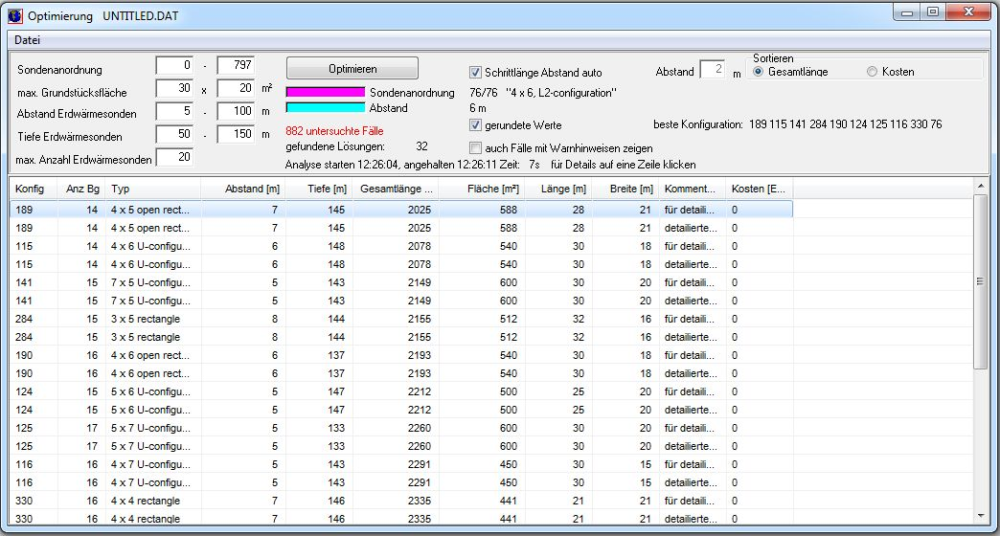 Optimierung UNTITLED.DAT
Datei
Sondenanordnung 0 - 797
max. Grundstücksfläche 30 x 20 m²
Abstand Erdwärmesonden 5 - 100 m
Tiefe Erdwärmesonden 50 - 150 m
max. Anzahl Erdwärmesonden 20
Optimieren
Sondenanordnung 76/76 "4 x 6, L2-configuration"
Abstand 6 m
882 untersuchte Fälle
gefundene Lösungen: 32
Analyse starten 12:26:04, angehalten 12:26:11 Zeit: 7s für Details auf eine Zeile klicken
Schrittlänge Abstand auto
gerundete Werte
auch Fälle mit Warnhinweisen zeigen
Abstand 2 m
Sortieren
Gesamtlänge Kosten
beste Konfiguration: 189 115 141 284 190 124 125 116 330 76
Konfig Anz Bg Typ Abstand [m] Tiefe [m] Gesamtlänge ... Fläche [m²] Länge [m] Breite [m] Komment... Kosten [E...
189 14 4 x 5 open rect... 7 145 2025 588 28 21 für detaili... 0
189 14 4 x 5 open rect... 7 145 2025 588 28 21 detailierte... 0
115 14 4 x 6 U-configu... 6 148 2078 540 30 18 für detaili... 0
115 14 4 x 6 U-configu... 6 148 2078 540 30 18 detailierte... 0
141 15 7 x 5 U-configu... 5 143 2149 600 30 20 für detaili... 0
141 15 7 x 5 U-configu... 5 143 2149 600 30 20 detailierte... 0
284 15 3 x 5 rectangle 8 144 2155 512 32 16 für detaili... 0
284 15 3 x 5 rectangle 8 144 2155 512 32 16 detailierte... 0
190 16 4 x 6 open rect... 6 137 2193 540 30 18 für detaili... 0
190 16 4 x 6 open rect... 6 137 2193 540 30 18 detailierte... 0
124 15 5 x 6 U-configu... 5 147 2212 500 25 20 für detaili... 0
124 15 5 x 6 U-configu... 5 147 2212 500 25 20 detailierte... 0
125 17 5 x 7 U-configu... 5 133 2260 600 30 20 für detaili... 0
125 17 5 x 7 U-configu... 5 133 2260 600 30 20 detailierte... 0
116 16 4 x 7 U-configu... 5 143 2291 450 30 15 für detaili... 0
116 16 4 x 7 U-configu... 5 143 2291 450 30 15 detailierte... 0
330 16 4 x 4 rectangle 7 146 2335 441 21 21 für detaili... 0
330 16 4 x 4 rectangle 7 146 2335 441 21 21 detailierte... 0